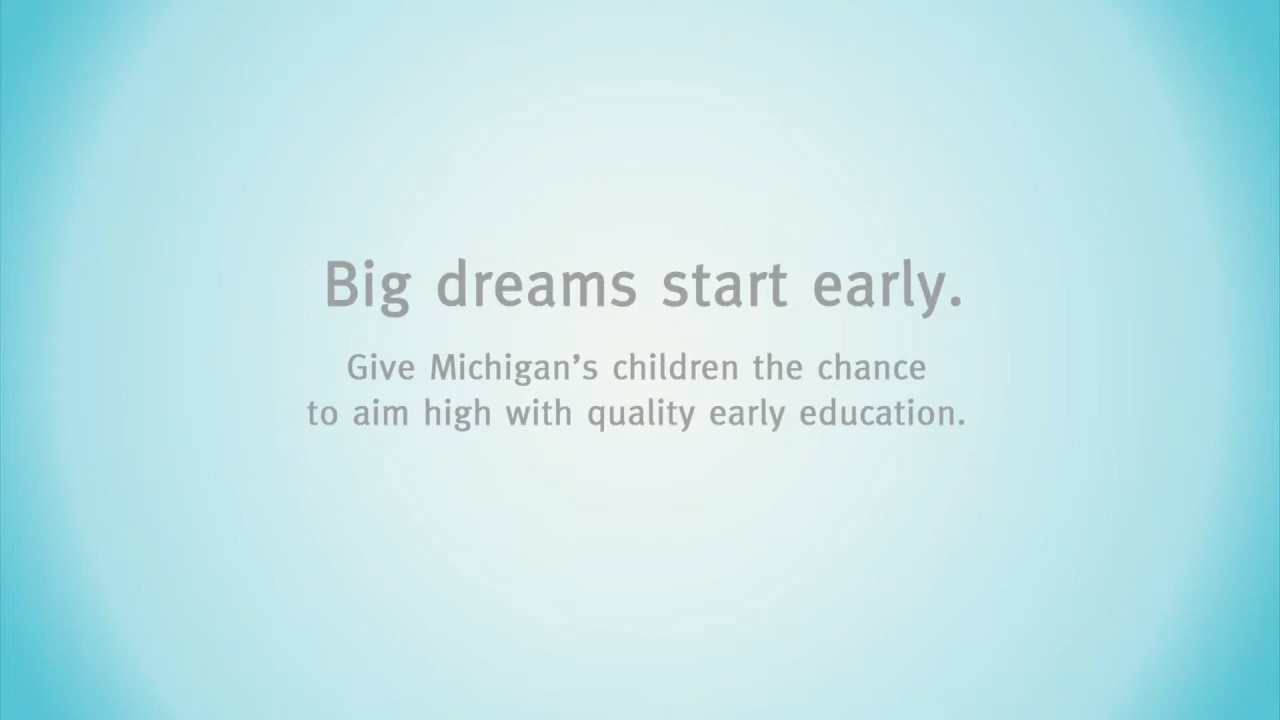 Big dreams start early.
Give Michigan’s children the chance
to aim high with quality early education.